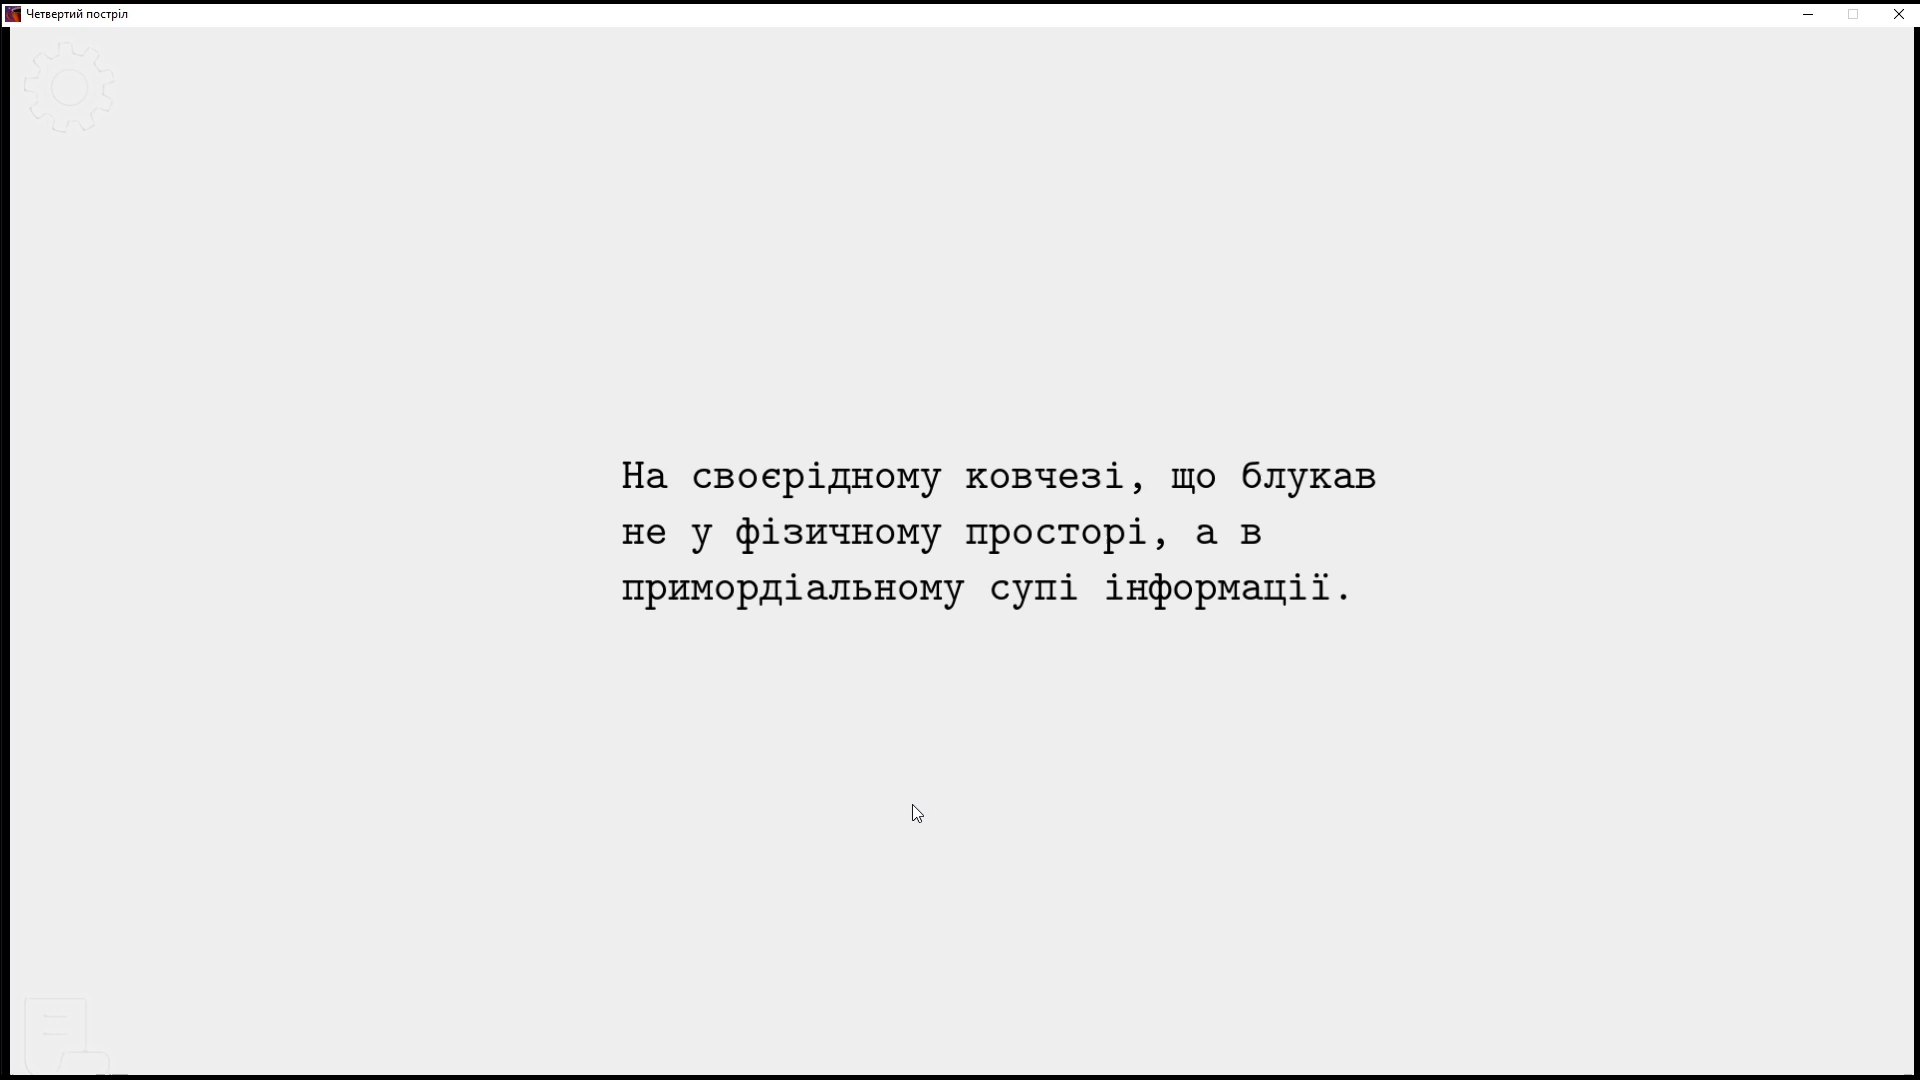 Четвертий постріл
На своєрідному ковчезі, що блукав
не у фізичному просторі, а в
примордіальному супі інформації.